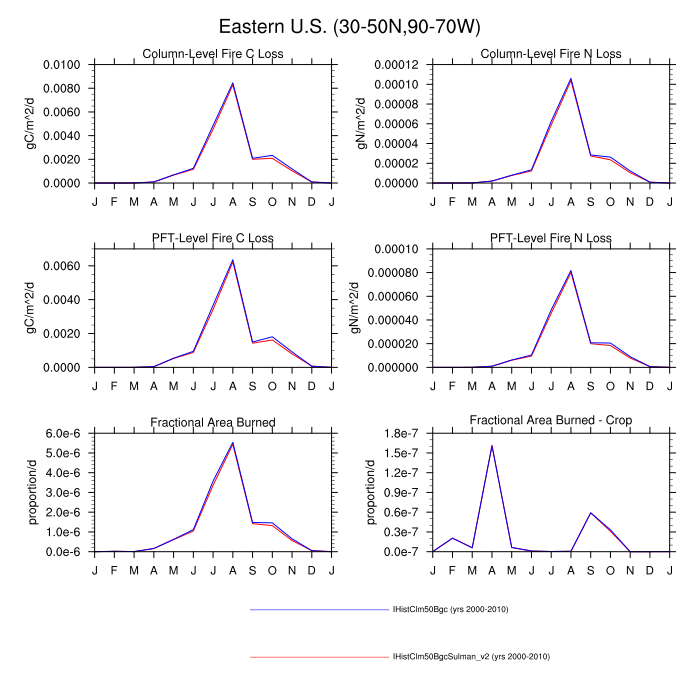 Eastern U.S. (30-50N,90-70W)
Column-Level Fire C Loss
gC/m^2/d
0.0100
0.0080
0.0060
0.0040
0.0020
0.0000
J F M A M J J A S O N D J
Column-Level Fire N Loss
gN/m^2/d
0.00012
0.00010
0.00008
0.00006
0.00004
0.00002
0.00000
J F M A M J J A S O N D J
PFT-Level Fire C Loss
gC/m^2/d
0.0060
0.0040
0.0020
0.0000
J F M A M J J A S O N D J
PFT-Level Fire N Loss
gN/m^2/d
0.00010
0.000080
0.000060
0.000040
0.000020
0.000000
J F M A M J J A S O N D J
Fractional Area Burned
proportion/d
6.0e-6
5.0e-6
4.0e-6
3.0e-6
2.0e-6
1.0e-6
0.0e-6
J F M A M J J A S O N D J
Fractional Area Burned - Crop
proportion/d
1.8e-7
1.5e-7
1.2e-7
0.9e-7
0.6e-7
0.3e-7
0.0e-7
J F M A M J J A S O N D J
IHistClm50Bgc (yrs 2000-2010)
IHistClm50BgcSulman_v2 (yrs 2000-2010)